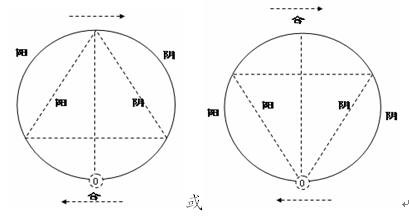 合
阳 阴 阳 阴
阳 阴 阳 阴
0 0
合 或